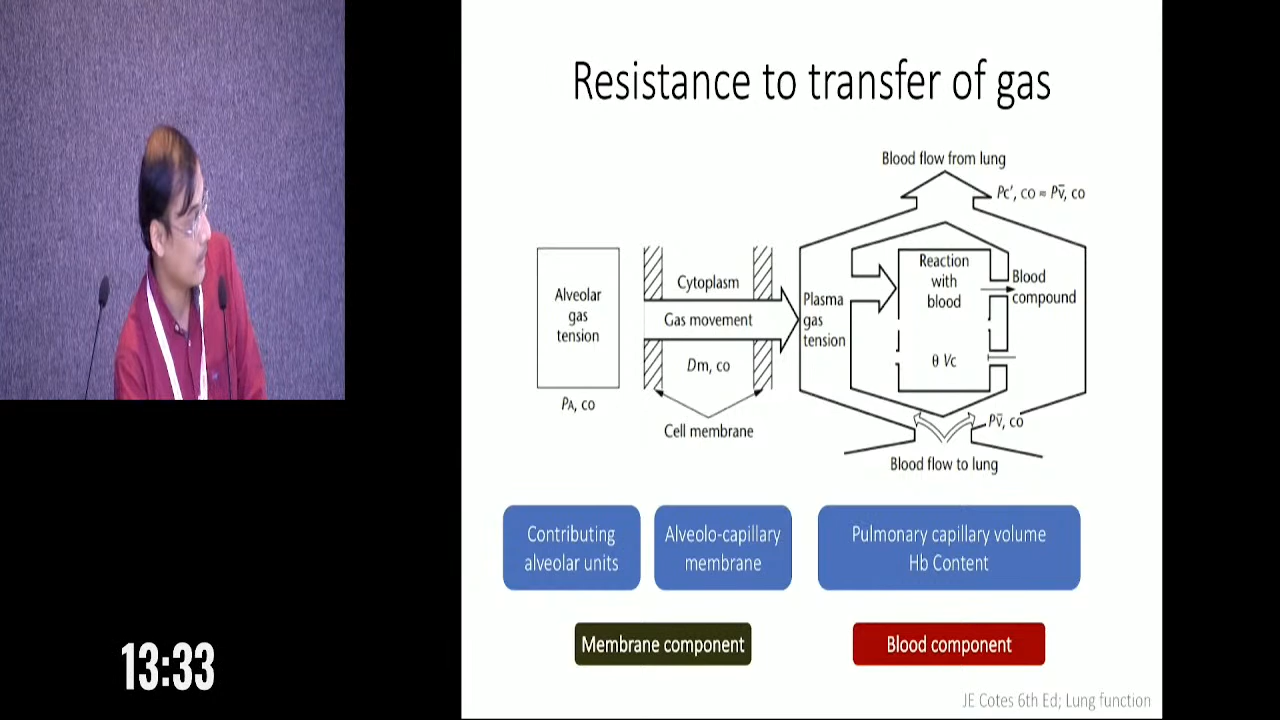 Resistance to transfer of gas
Blood flow from lung
Pc', co = Pv̅, co
Alveolar
gas
tension
PA, co
Cytoplasm
Gas movement
Dm, co
Cell membrane
Plasma
gas
tension
Reaction
with
blood
θ Vc
Blood
compound
Pv̅, co
Blood flow to lung
Contributing
alveolar units
Alveolo-capillary
membrane
Pulmonary capillary volume
Hb Content
Membrane component
Blood component
13:33
JE Cotes 6th Ed; Lung function